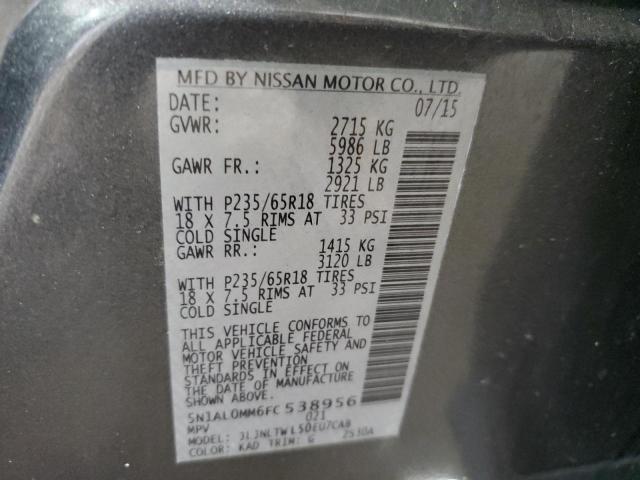 MFD BY NISSAN MOTOR CO., LTD.
DATE: 07/15
GVWR: 2715 KG
5986 LB
GAWR FR.: 1325 KG
2921 LB
WITH P235/65R18 TIRES
18 X 7.5 RIMS AT 33 PSI
COLD SINGLE
GAWR RR.: 1415 KG
3120 LB
WITH P235/65R18 TIRES
18 X 7.5 RIMS AT 33 PSI
COLD SINGLE
THIS VEHICLE CONFORMS TO
ALL APPLICABLE FEDERAL
MOTOR VEHICLE SAFETY AND
THEFT PREVENTION
STANDARDS IN EFFECT ON
THE DATE OF MANUFACTURE
SHOWN ABOVE
5N1AL0MM6FC538956
MPV 021
MODEL: JLJNLTWL50EU7CAB
COLOR: KAD TRIM: G 2S30A